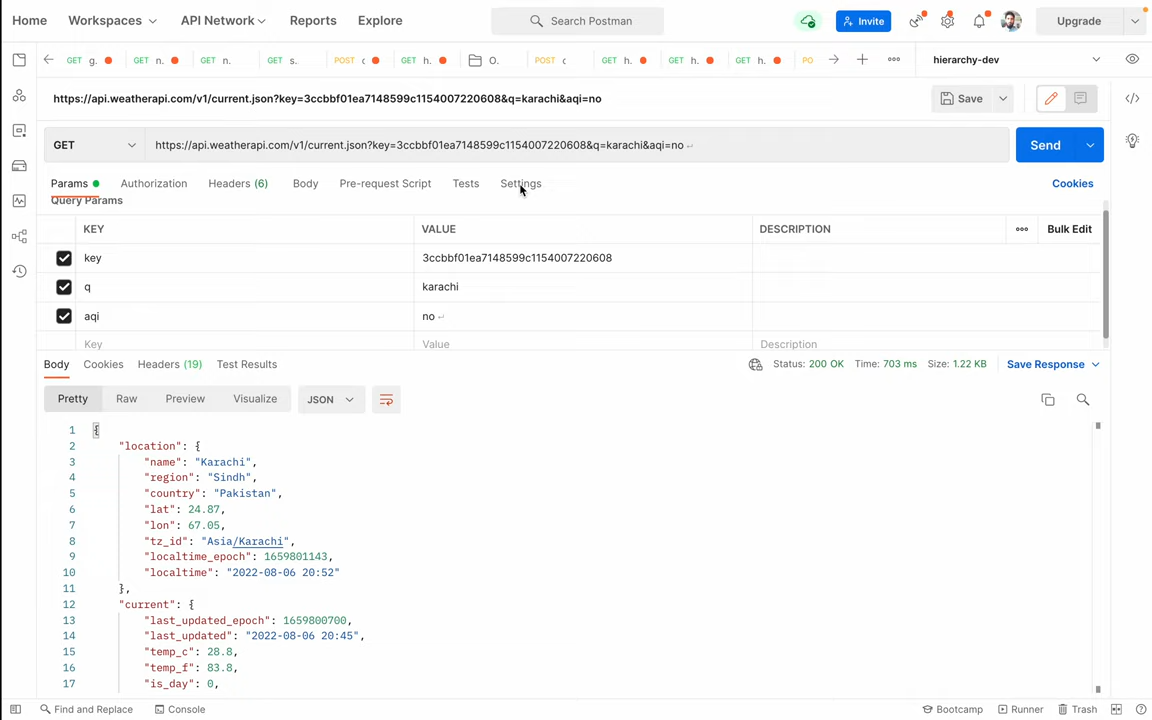 Home Workspaces API Network Reports Explore Search Postman Invite Upgrade
GET g. GET n. GET n. GET s. POST c GET h. O. POST c GET h. GET h. GET h. PO hierarchy-dev
https://api.weatherapi.com/v1/current.json?key=3ccbbf01ea7148599c1154007220608&q=karachi&aqi=no Save
GET https://api.weatherapi.com/v1/current.json?key=3ccbbf01ea7148599c1154007220608&q=karachi&aqi=no Send
Params Authorization Headers (6) Body Pre-request Script Tests Settings Cookies
Query Params
KEY VALUE DESCRIPTION Bulk Edit
key 3ccbbf01ea7148599c1154007220608
q karachi
aqi no
Key Value Description
Body Cookies Headers (19) Test Results Status: 200 OK Time: 703 ms Size: 1.22 KB Save Response
Pretty Raw Preview Visualize JSON
1 {
2 "location": {
3 "name": "Karachi",
4 "region": "Sindh",
5 "country": "Pakistan",
6 "lat": 24.87,
7 "lon": 67.05,
8 "tz_id": "Asia/Karachi",
9 "localtime_epoch": 1659801143,
10 "localtime": "2022-08-06 20:52"
11 },
12 "current": {
13 "last_updated_epoch": 1659800700,
14 "last_updated": "2022-08-06 20:45",
15 "temp_c": 28.8,
16 "temp_f": 83.8,
17 "is_day": 0,
Find and Replace Console Bootcamp Runner Trash